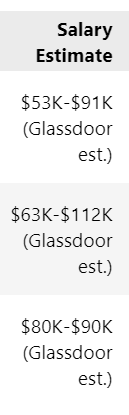 Salary
Estimate
$53K-$91K
(Glassdoor
est.)
$63K-$112K
(Glassdoor
est.)
$80K-$90K
(Glassdoor
est.)